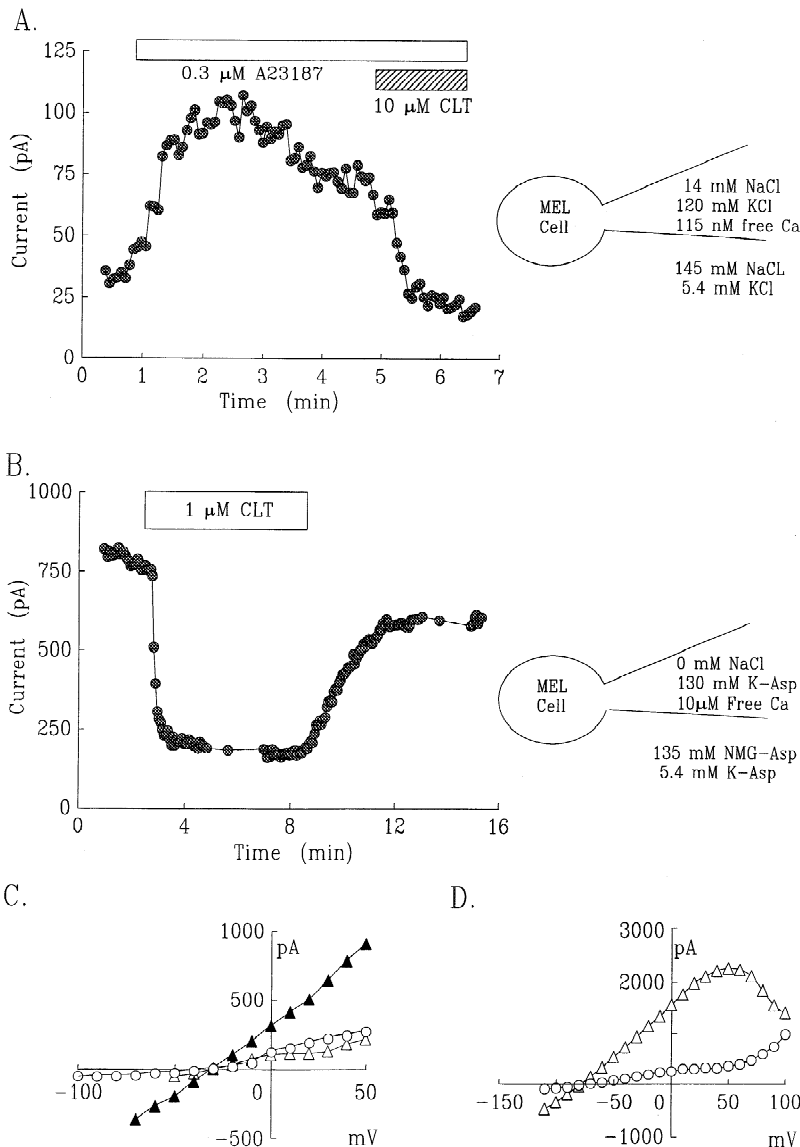 A.
125
100
75
50
25
0
Current (pA)
0.3 μM A23187
10 μM CLT
0 1 2 3 4 5 6 7
Time (min)
MEL
Cell
14 mM NaCl
120 mM KCl
115 nM free Ca
145 mM NaCL
5.4 mM KCl
B.
1000
750
500
250
0
Current (pA)
1 μM CLT
0 4 8 12 16
Time (min)
MEL
Cell
0 mM NaCl
130 mM K-Asp
10μM Free Ca
135 mM NMG-Asp
5.4 mM K-Asp
C.
1000
pA
500
-100 0 50
-500
mV
D.
3000
pA
2000
-150 -50 0 50 100
-1000
mV